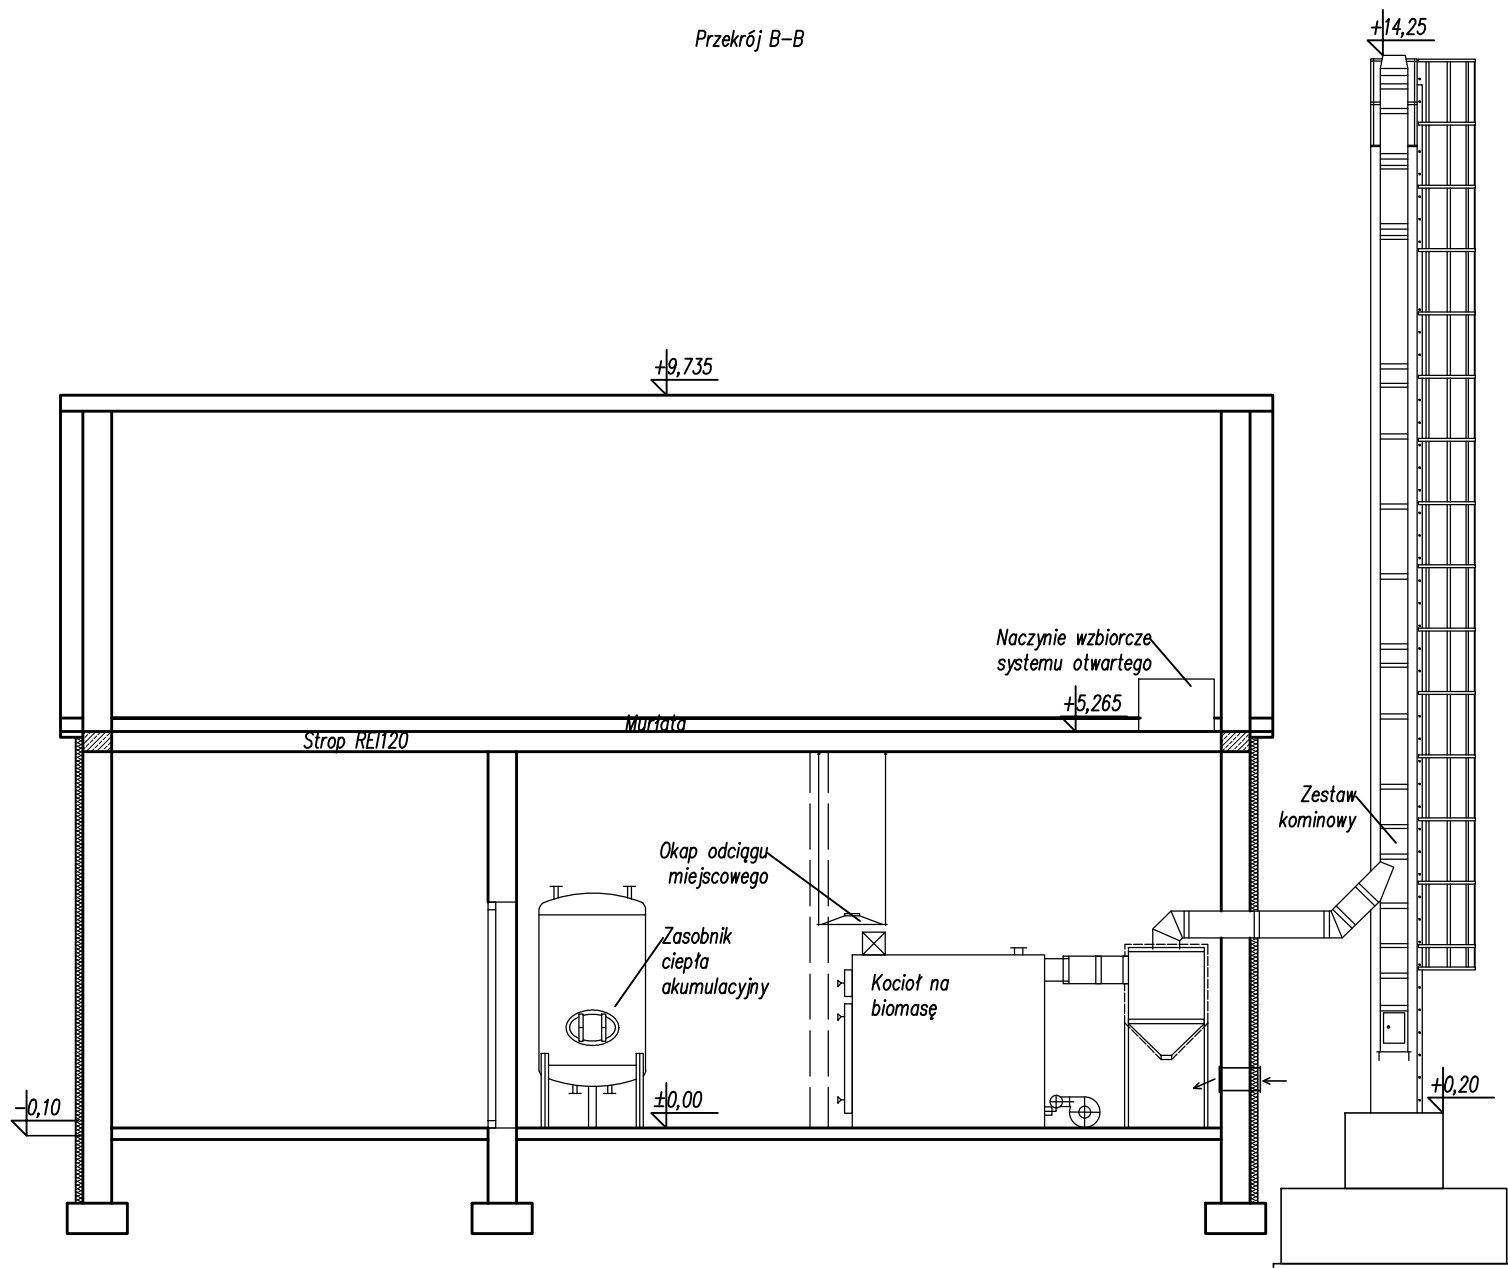 Przekrój B-B
+14,25
+9,735
Naczynie wzbiorcze
systemu otwartego
+5,265
Murłata
Strop REI120
Zestaw
kominowy
Okap odciągu
miejscowego
Zasobnik
ciepła
akumulacyjny
Kocioł na
biomasę
-0,10
±0,00
+0,20